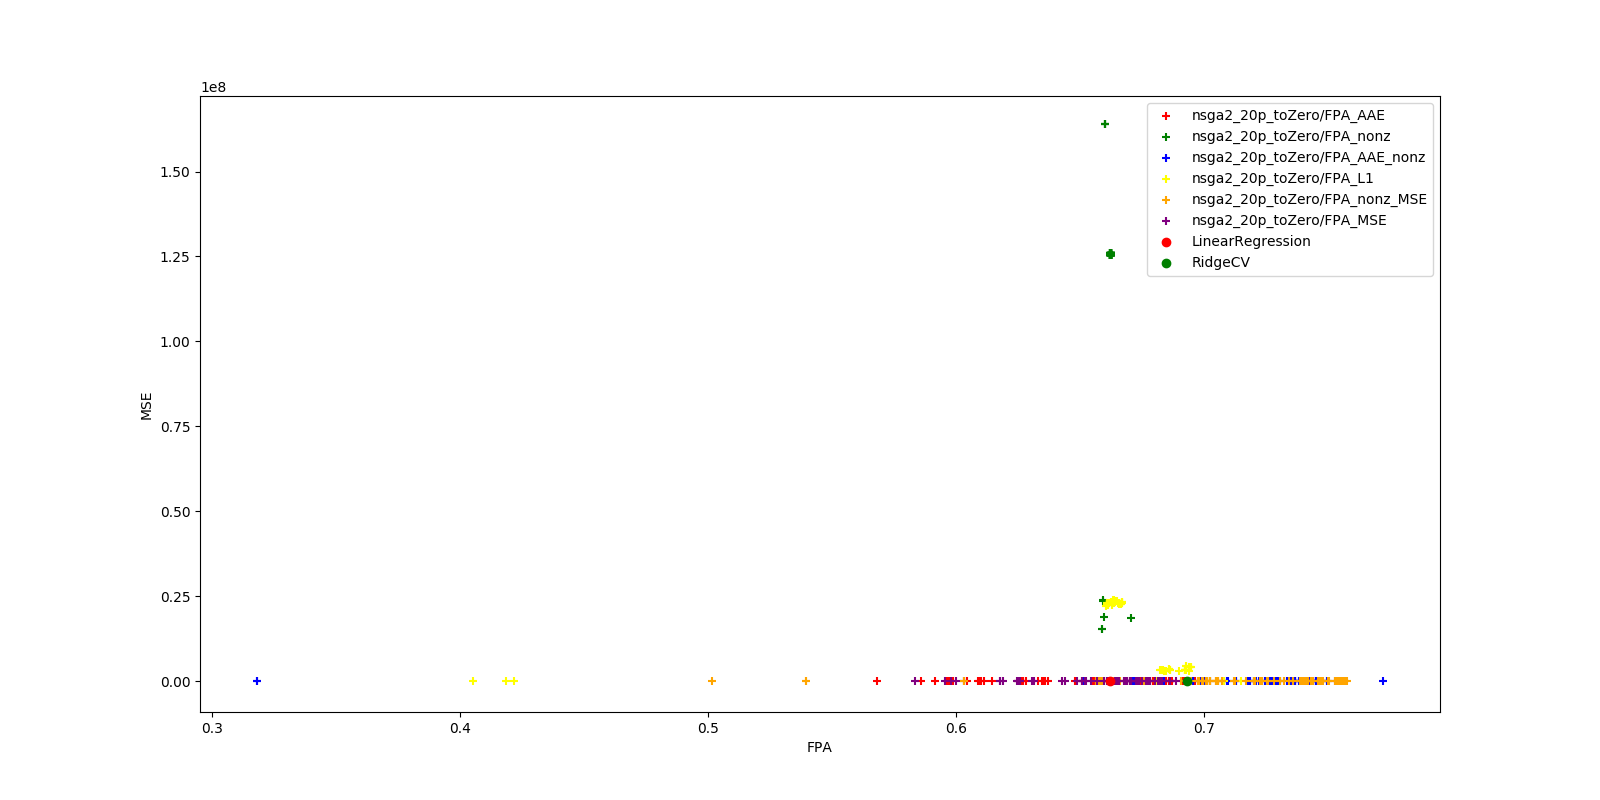 1e8
nsga2_20p_toZero/FPA_AAE
nsga2_20p_toZero/FPA_nonz
nsga2_20p_toZero/FPA_AAE_nonz
nsga2_20p_toZero/FPA_L1
nsga2_20p_toZero/FPA_nonz_MSE
nsga2_20p_toZero/FPA_MSE
LinearRegression
RidgeCV
1.50
1.25
1.00
0.75
0.50
0.25
0.00
MSE
0.3
0.4
0.5
0.6
0.7
FPA